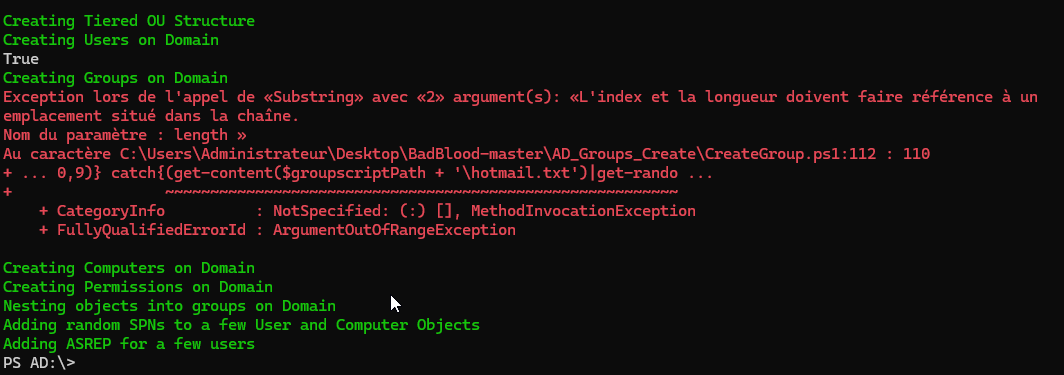 Creating Tiered OU Structure
Creating Users on Domain
True
Creating Groups on Domain
Exception lors de l'appel de «Substring» avec «2» argument(s): «L'index et la longueur doivent faire référence à un
emplacement situé dans la chaîne.
Nom du paramètre : length »
Au caractère C:\Users\Administrateur\Desktop\BadBlood-master\AD_Groups_Create\CreateGroup.ps1:112 : 110
+ ... 0,9)} catch{(get-content($groupscriptPath + '\hotmail.txt')|get-rando ...
+                 ~~~~~~~~~~~~~~~~~~~~~~~~~~~~~~~~~~~~~~~~~~~~~~~~~~~~~~~~~
    + CategoryInfo          : NotSpecified: (:) [], MethodInvocationException
    + FullyQualifiedErrorId : ArgumentOutOfRangeException
Creating Computers on Domain
Creating Permissions on Domain
Nesting objects into groups on Domain
Adding random SPNs to a few User and Computer Objects
Adding ASREP for a few users
PS AD:\>